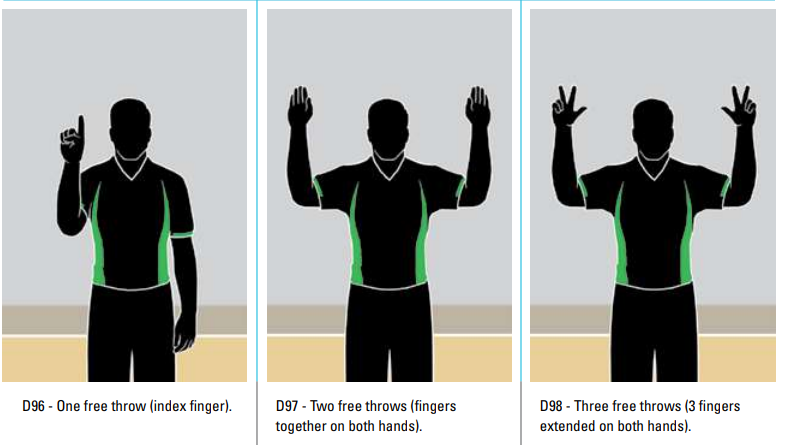 D96 - One free throw (index finger).
D97 - Two free throws (fingers
together on both hands).
D98 - Three free throws (3 fingers
extended on both hands).